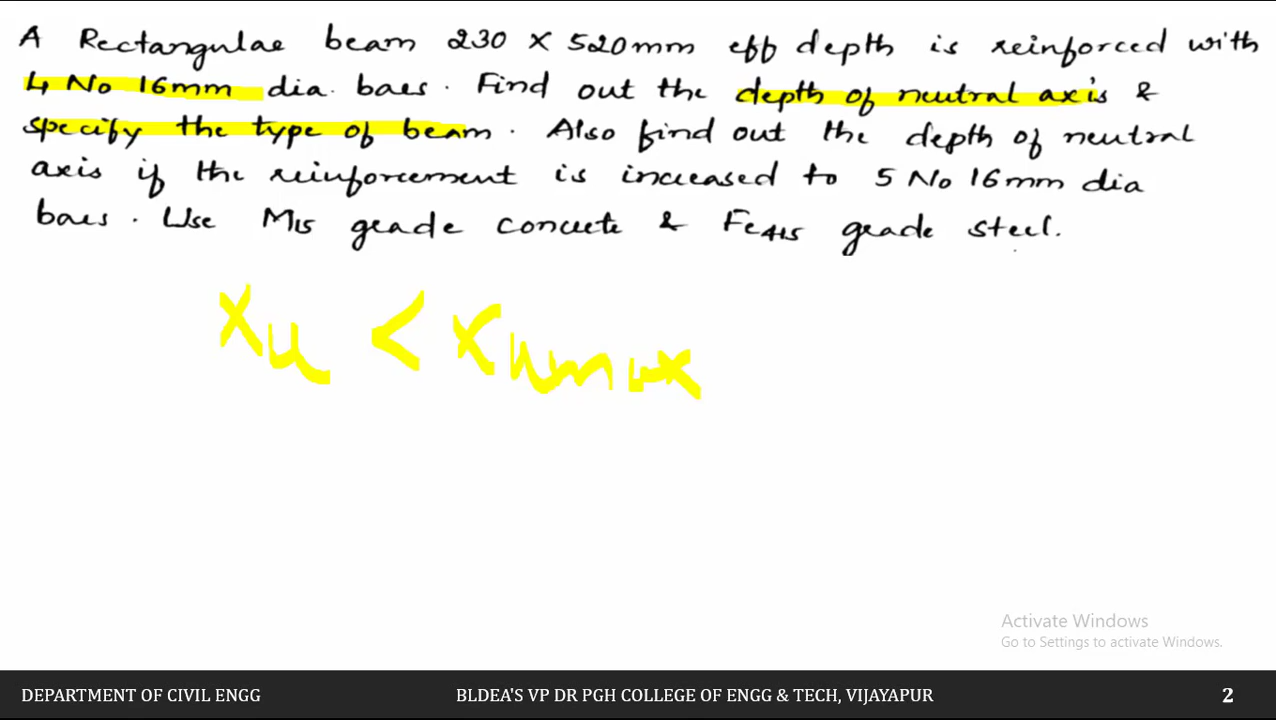 A Rectangular beam 230 X 520mm eff depth is reinforced with
4 No 16mm dia. bars. Find out the depth of neutral axis &
specify the type of beam. Also find out the depth of neutral
axis if the reinforcement is increased to 5 No 16mm dia
bars. Use M15 grade concrete & Fe415 grade steel.
xu < xumax
Activate Windows
Go to Settings to activate Windows.
DEPARTMENT OF CIVIL ENGG BLDEA'S VP DR PGH COLLEGE OF ENGG & TECH, VIJAYAPUR 2